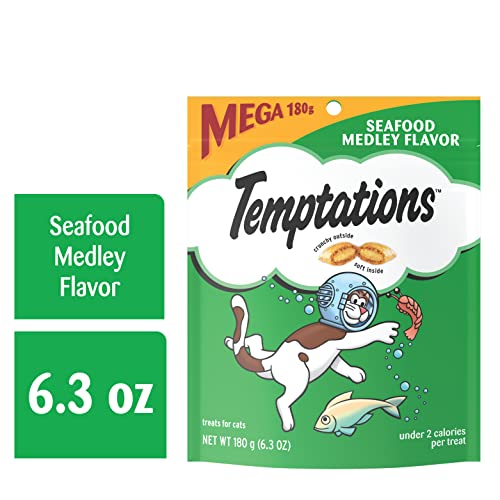 Seafood
Medley
Flavor
6.3 oz
MEGA 180g
SEAFOOD
MEDLEY FLAVOR
Temptations™
crunchy outside
soft inside
treats for cats
NET WT 180 g (6.3 OZ)
under 2 calories
per treat